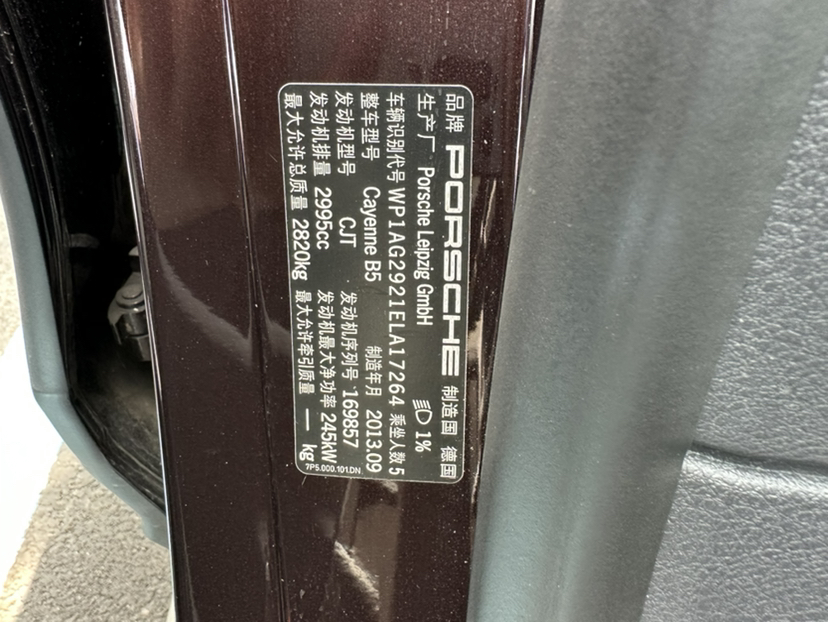 品牌 PORSCHE 制造国 德国
生产厂 Porsche Leipzig GmbH 1%
车辆识别代号 WP1AG2921ELA17264 乘坐人数 5
整车型号 Cayenne B5 制造年月 2013.09
发动机型号 CJT 发动机序列号 169857
发动机排量 2995cc 发动机最大净功率 245kW
最大允许总质量 2820kg 最大允许牵引质量 — kg
7P5.000.101.DN